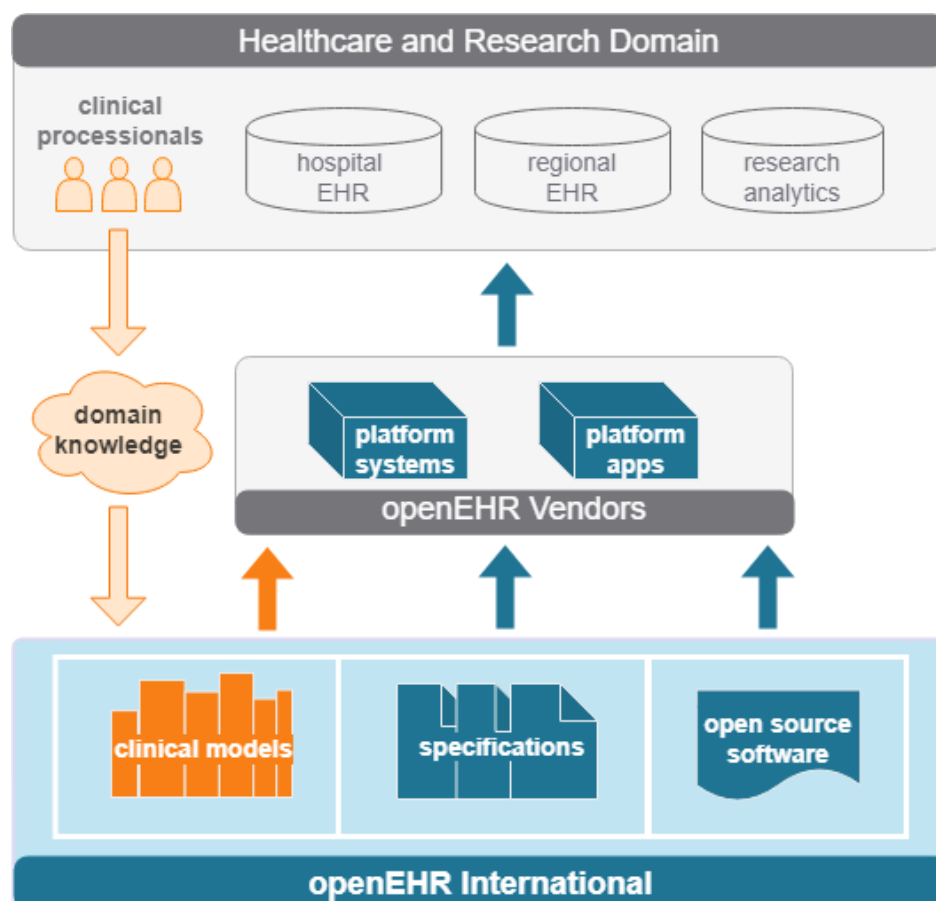 Healthcare and Research Domain
clinical
processionals
hospital
EHR
regional
EHR
research
analytics
domain
knowledge
platform
systems
platform
apps
openEHR Vendors
clinical models
specifications
open source
software
openEHR International